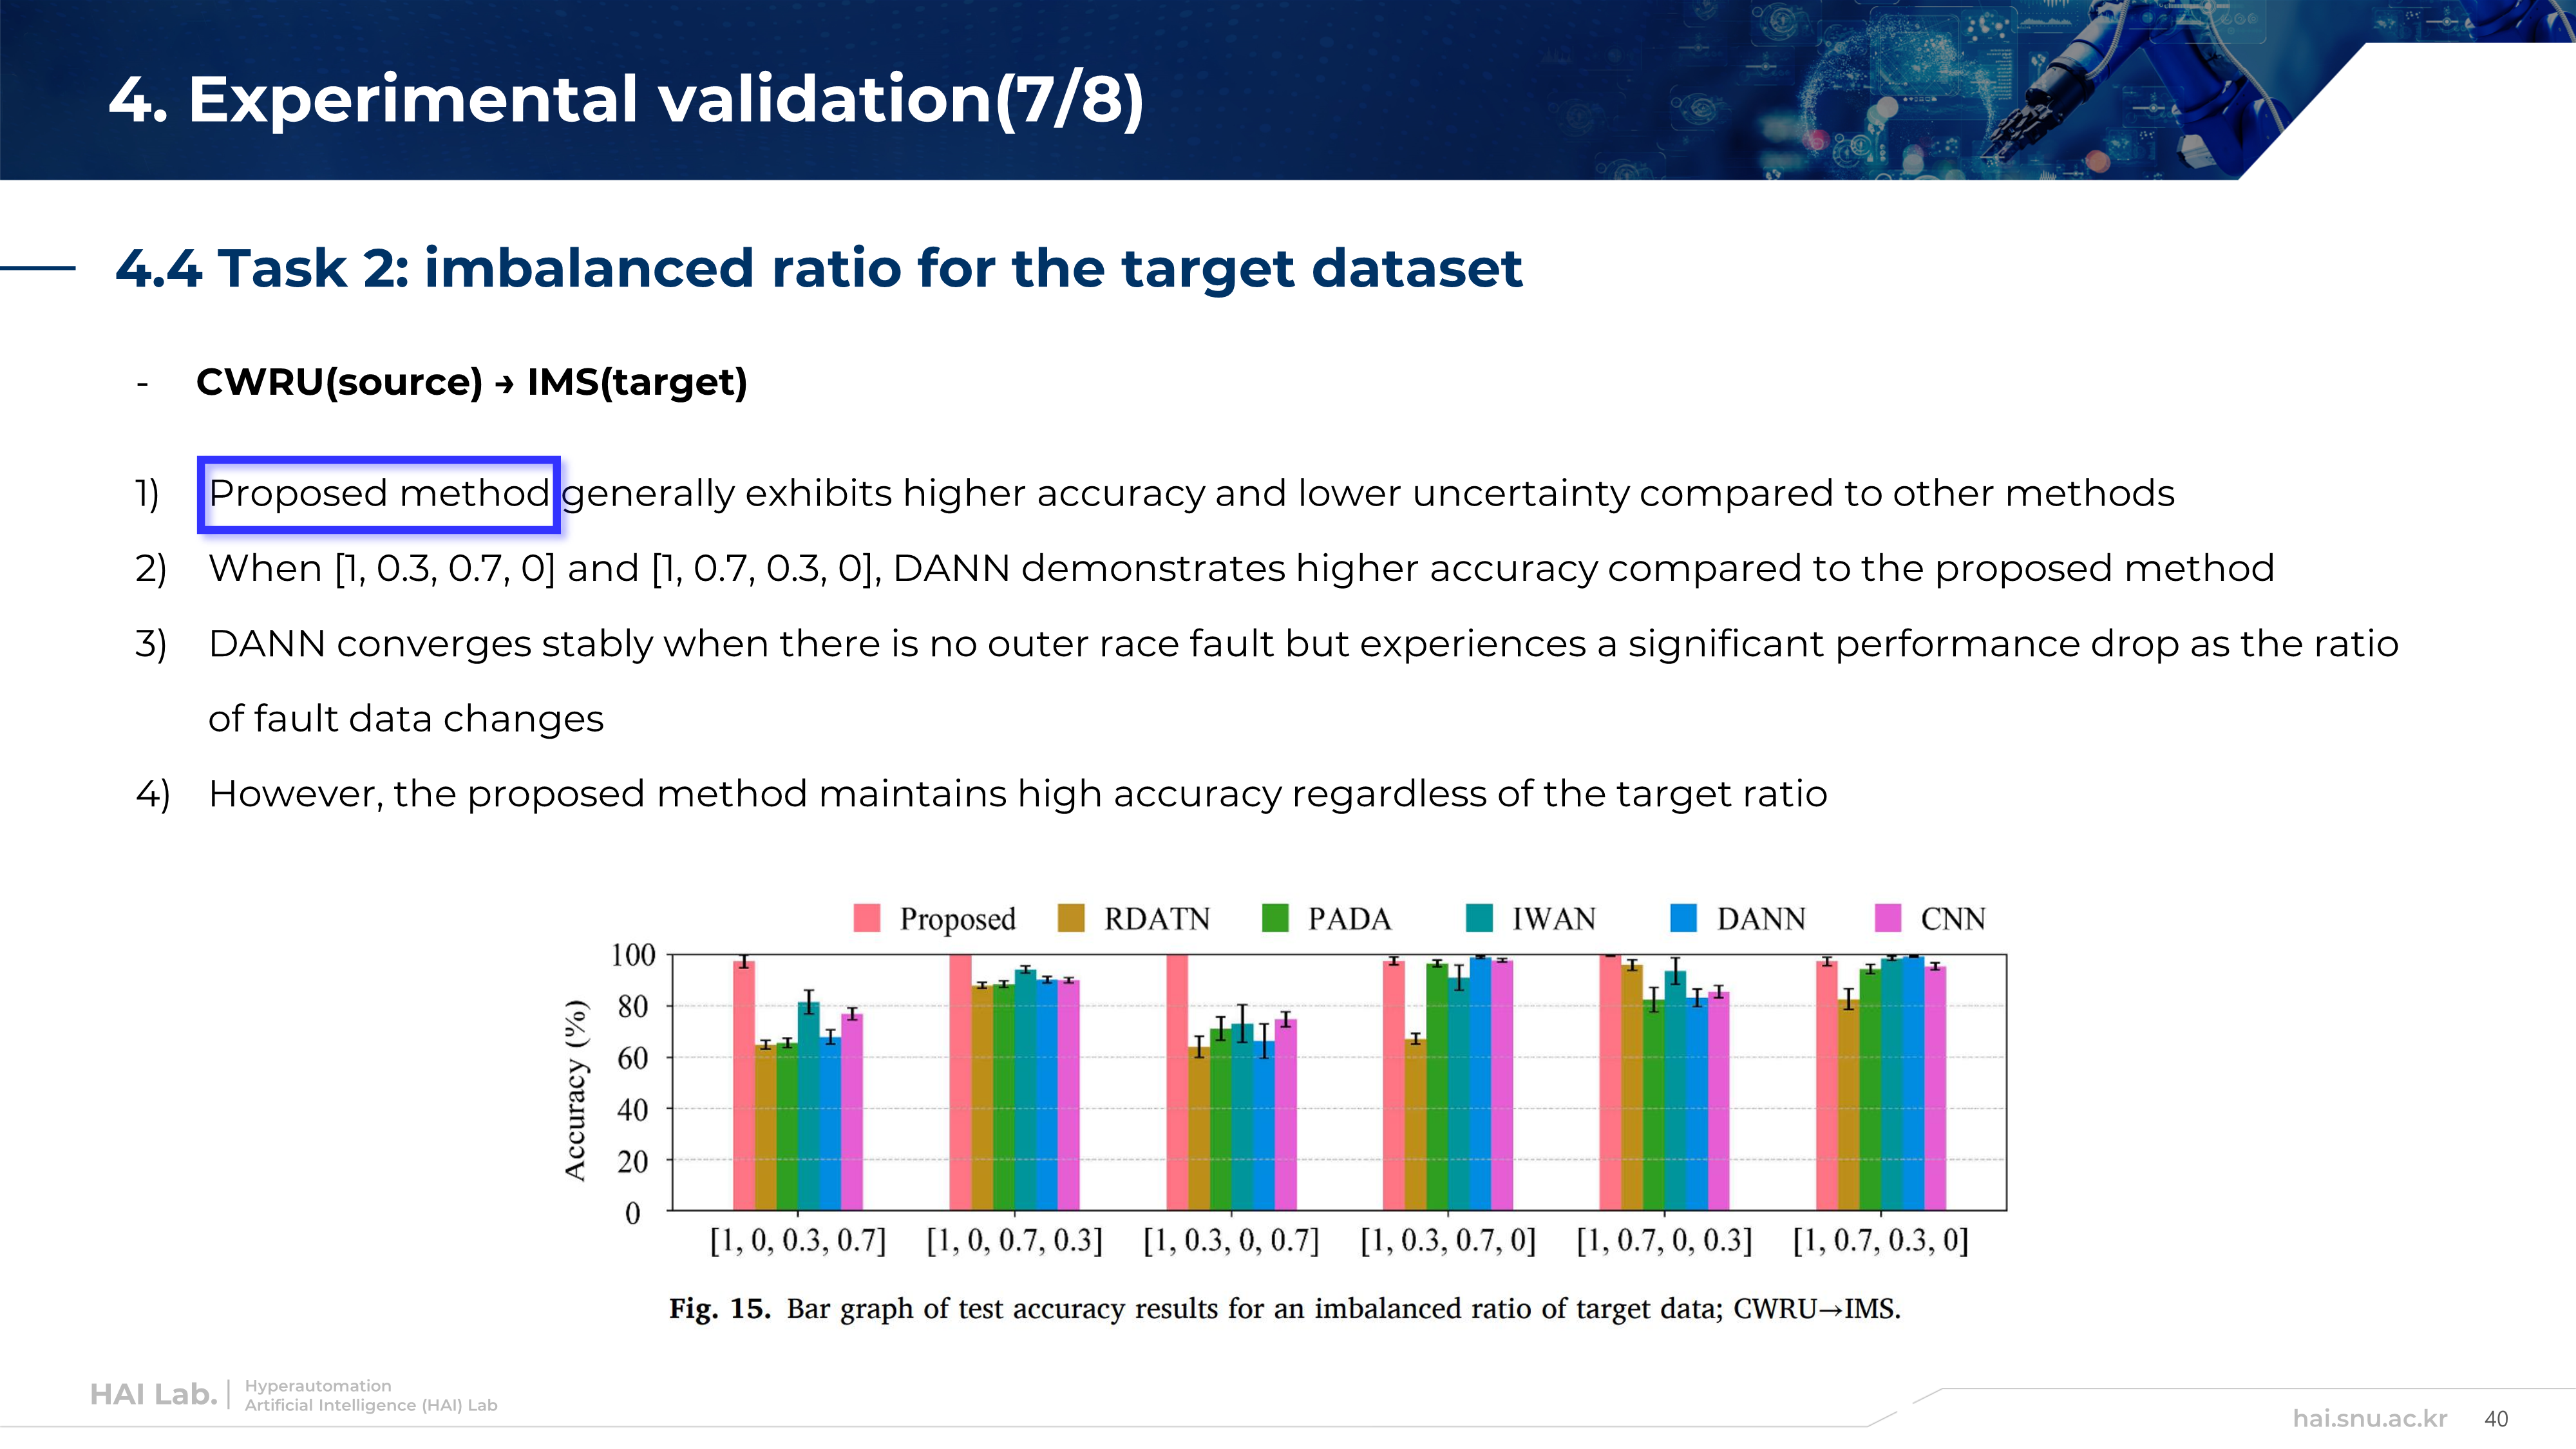 4. Experimental validation(7/8)
4.4 Task 2: imbalanced ratio for the target dataset
- CWRU(source) → IMS(target)
1) Proposed method generally exhibits higher accuracy and lower uncertainty compared to other methods
2) When [1, 0.3, 0.7, 0] and [1, 0.7, 0.3, 0], DANN demonstrates higher accuracy compared to the proposed method
3) DANN converges stably when there is no outer race fault but experiences a significant performance drop as the ratio
of fault data changes
4) However, the proposed method maintains high accuracy regardless of the target ratio
Proposed RDATN PADA IWAN DANN CNN
Accuracy (%)
100
80
60
40
20
0
[1, 0, 0.3, 0.7] [1, 0, 0.7, 0.3] [1, 0.3, 0, 0.7] [1, 0.3, 0.7, 0] [1, 0.7, 0, 0.3] [1, 0.7, 0.3, 0]
Fig. 15. Bar graph of test accuracy results for an imbalanced ratio of target data; CWRU→IMS.
HAI Lab.
Hyperautomation
Artificial Intelligence (HAI) Lab
hai.snu.ac.kr 40